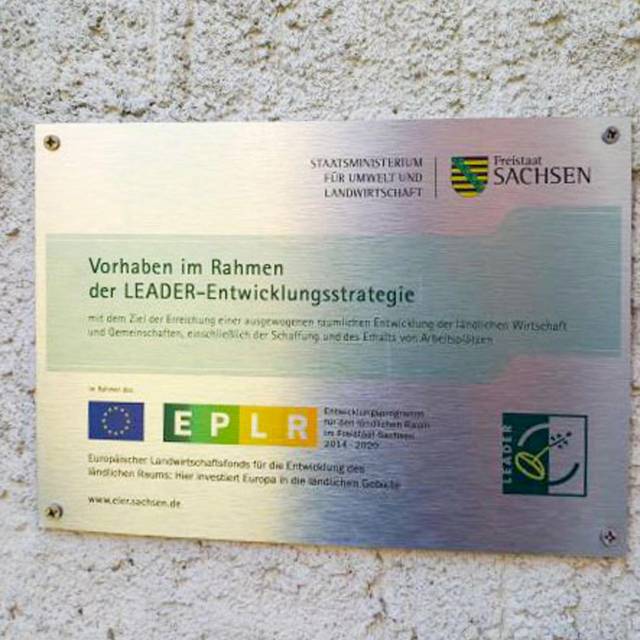 STAATSMINISTERIUM
FÜR UMWELT UND
LANDWIRTSCHAFT
Freistaat
SACHSEN
Vorhaben im Rahmen
der LEADER-Entwicklungsstrategie
mit dem Ziel der Erreichung einer ausgewogenen räumlichen Entwicklung der ländlichen Wirtschaft
und Gemeinschaften, einschließlich der Schaffung und des Erhalts von Arbeitsplätzen
im Rahmen des
EPLR
Entwicklungsprogramm
für den ländlichen Raum
im Freistaat Sachsen
2014 - 2020
LEADER
Europäischer Landwirtschaftsfonds für die Entwicklung des
ländlichen Raums: Hier investiert Europa in die ländlichen Gebiete
www.eler.sachsen.de